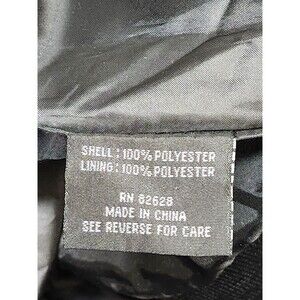 SHELL: 100% POLYESTER
LINING: 100% POLYESTER
RN 82628
MADE IN CHINA
SEE REVERSE FOR CARE